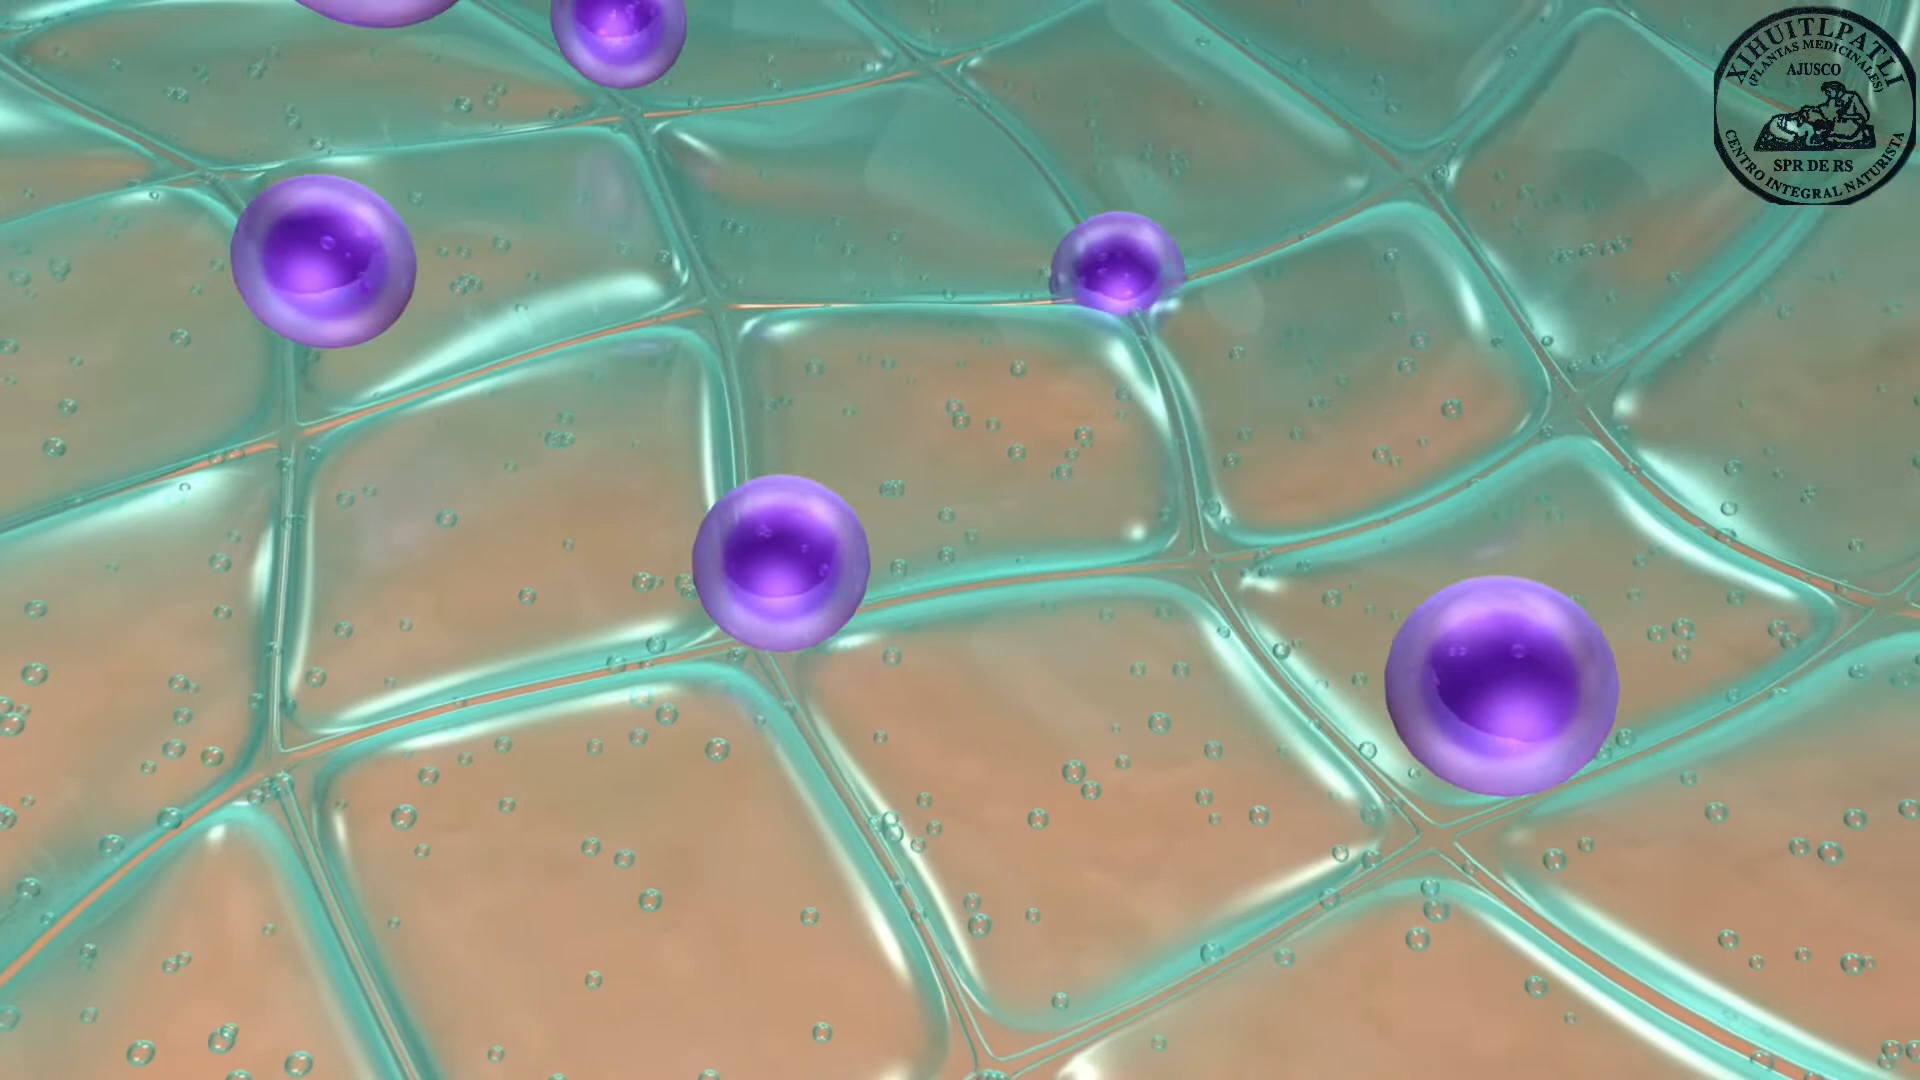 XIHUITLPATLI
(PLANTAS MEDICINALES)
AJUSCO
SPR DE RS
CENTRO INTEGRAL NATURISTA